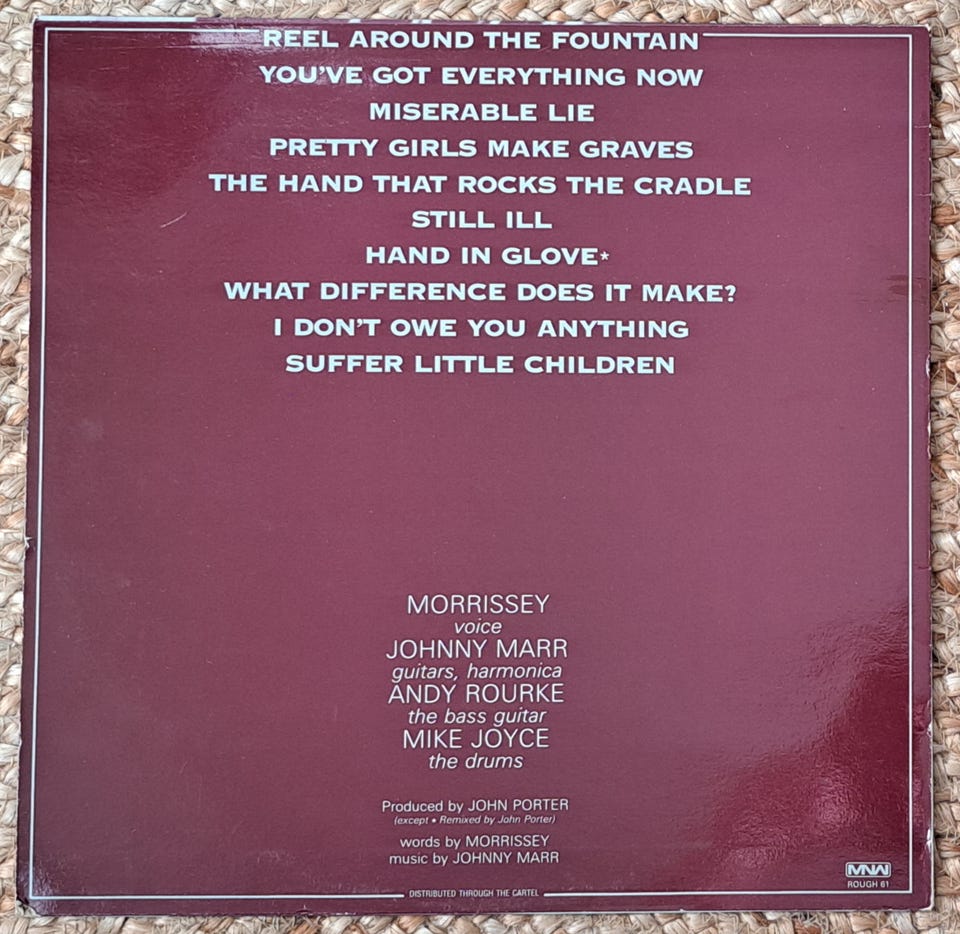 REEL AROUND THE FOUNTAIN
YOU'VE GOT EVERYTHING NOW
MISERABLE LIE
PRETTY GIRLS MAKE GRAVES
THE HAND THAT ROCKS THE CRADLE
STILL ILL
HAND IN GLOVE*
WHAT DIFFERENCE DOES IT MAKE?
I DON'T OWE YOU ANYTHING
SUFFER LITTLE CHILDREN
MORRISSEY
voice
JOHNNY MARR
guitars, harmonica
ANDY ROURKE
the bass guitar
MIKE JOYCE
the drums
Produced by JOHN PORTER
(except • Remixed by John Porter)
words by MORRISSEY
music by JOHNNY MARR
MNW
ROUGH 61
DISTRIBUTED THROUGH THE CARTEL